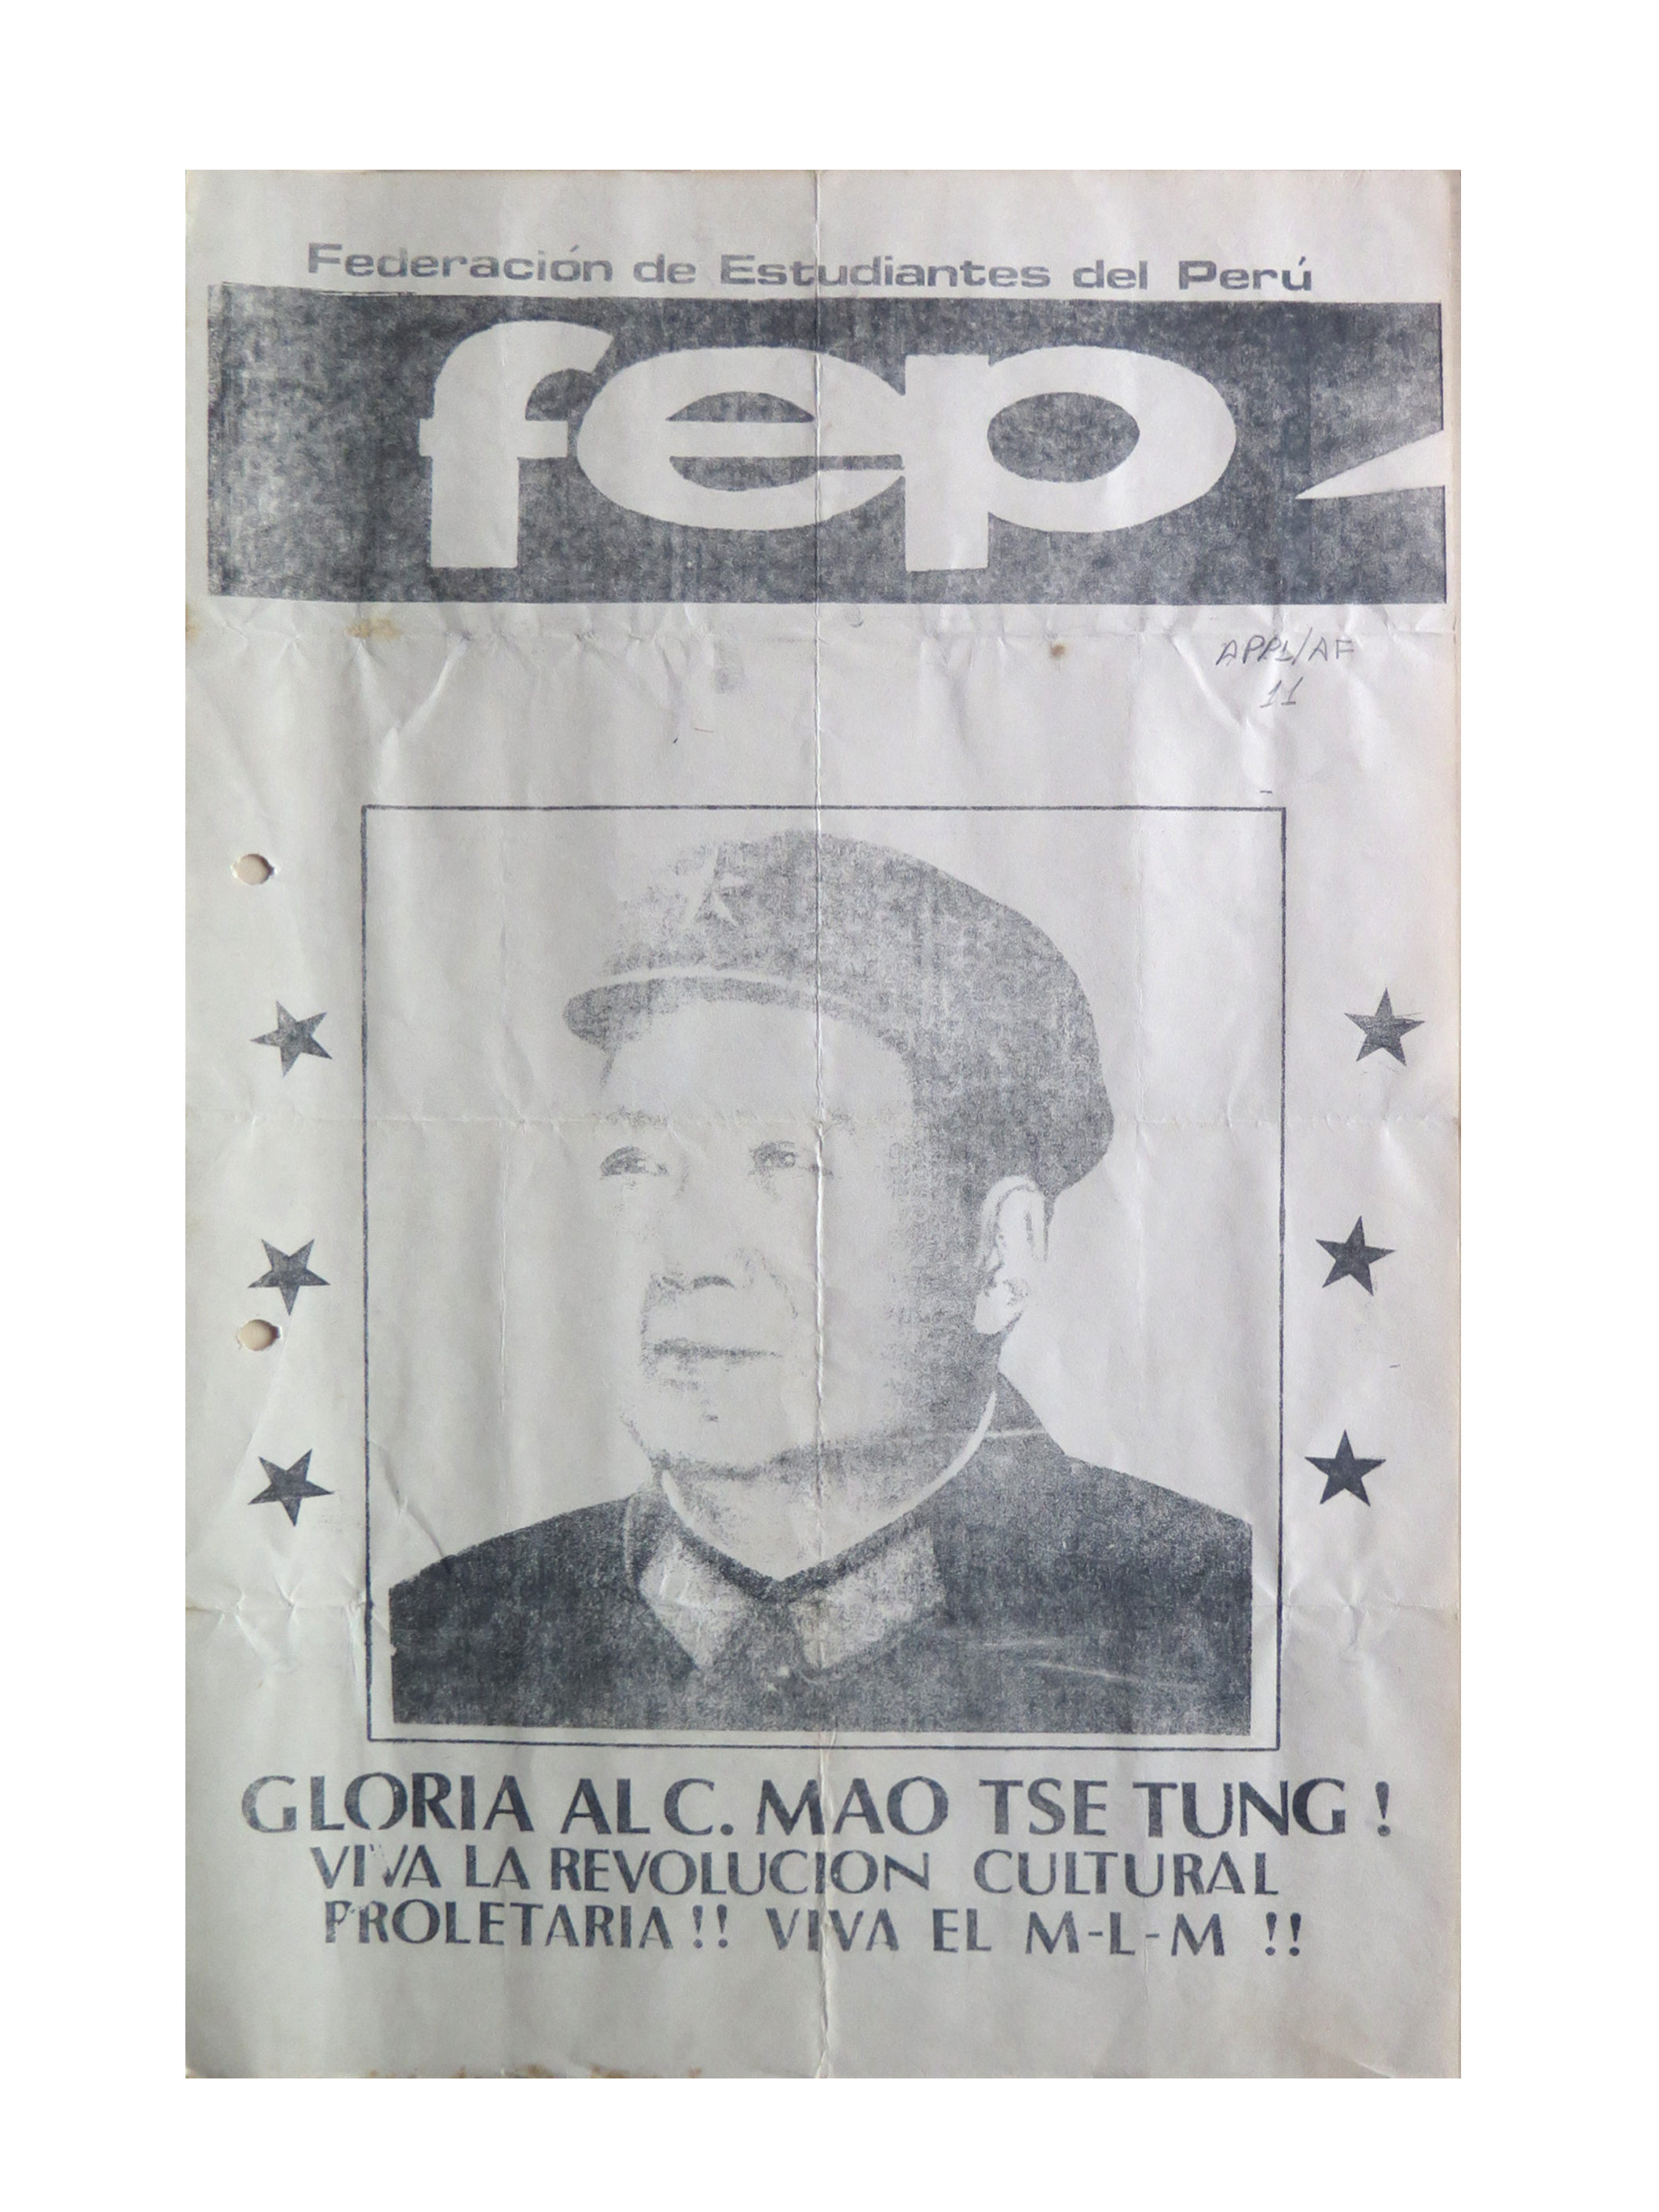 Federación de Estudiantes del Perú
fep
APP1/AF
11
GLORIA AL C. MAO TSE TUNG !
VIVA LA REVOLUCION CULTURAL
PROLETARIA !! VIVA EL M-L-M !!